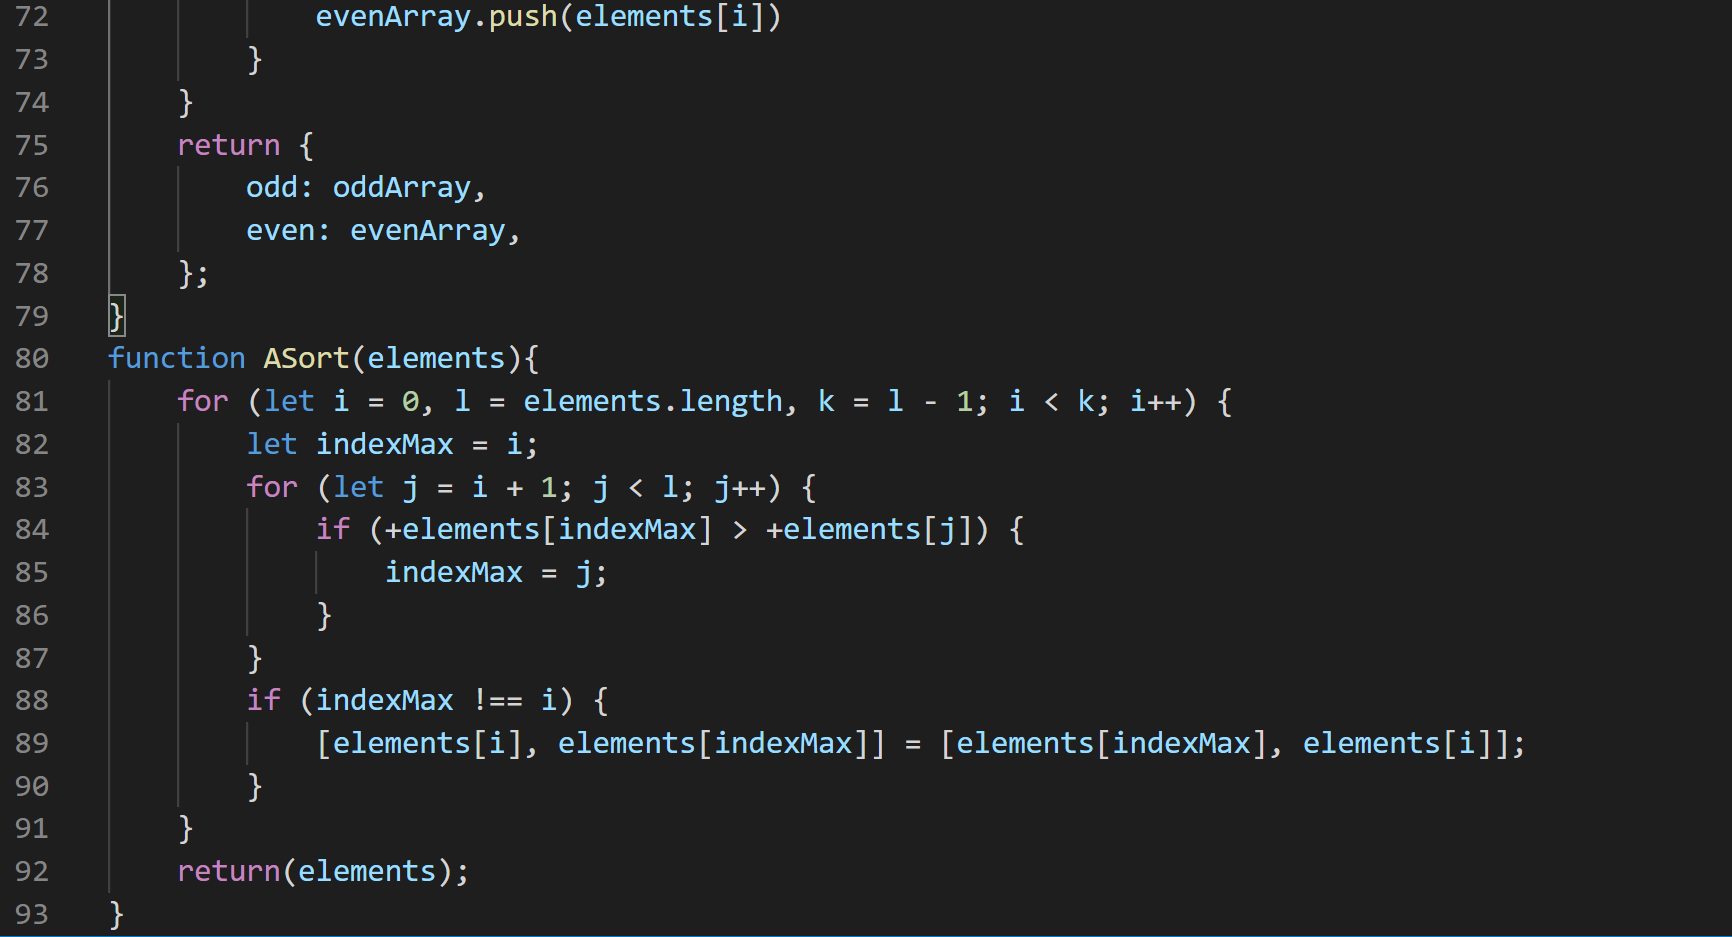 72 evenArray.push(elements[i])
73 }
74 }
75 return {
76 odd: oddArray,
77 even: evenArray,
78 };
79 }
80 function ASort(elements){
81 for (let i = 0, l = elements.length, k = l - 1; i < k; i++) {
82 let indexMax = i;
83 for (let j = i + 1; j < l; j++) {
84 if (+elements[indexMax] > +elements[j]) {
85 indexMax = j;
86 }
87 }
88 if (indexMax !== i) {
89 [elements[i], elements[indexMax]] = [elements[indexMax], elements[i]];
90 }
91 }
92 return(elements);
93 }